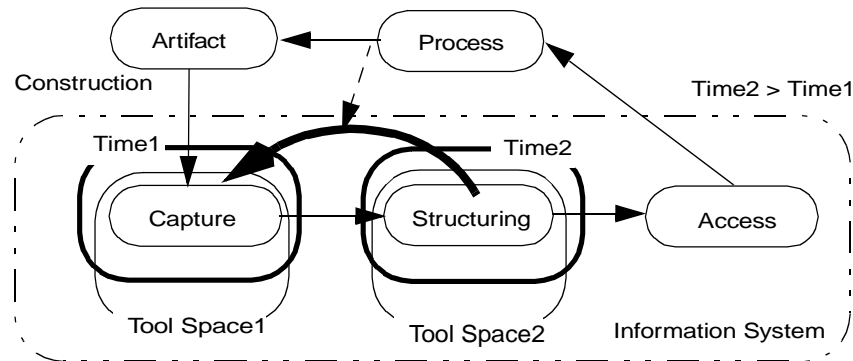 Artifact
Process
Construction
Time2 > Time1
Time1
Time2
Capture
Structuring
Access
Tool Space1
Tool Space2
Information System